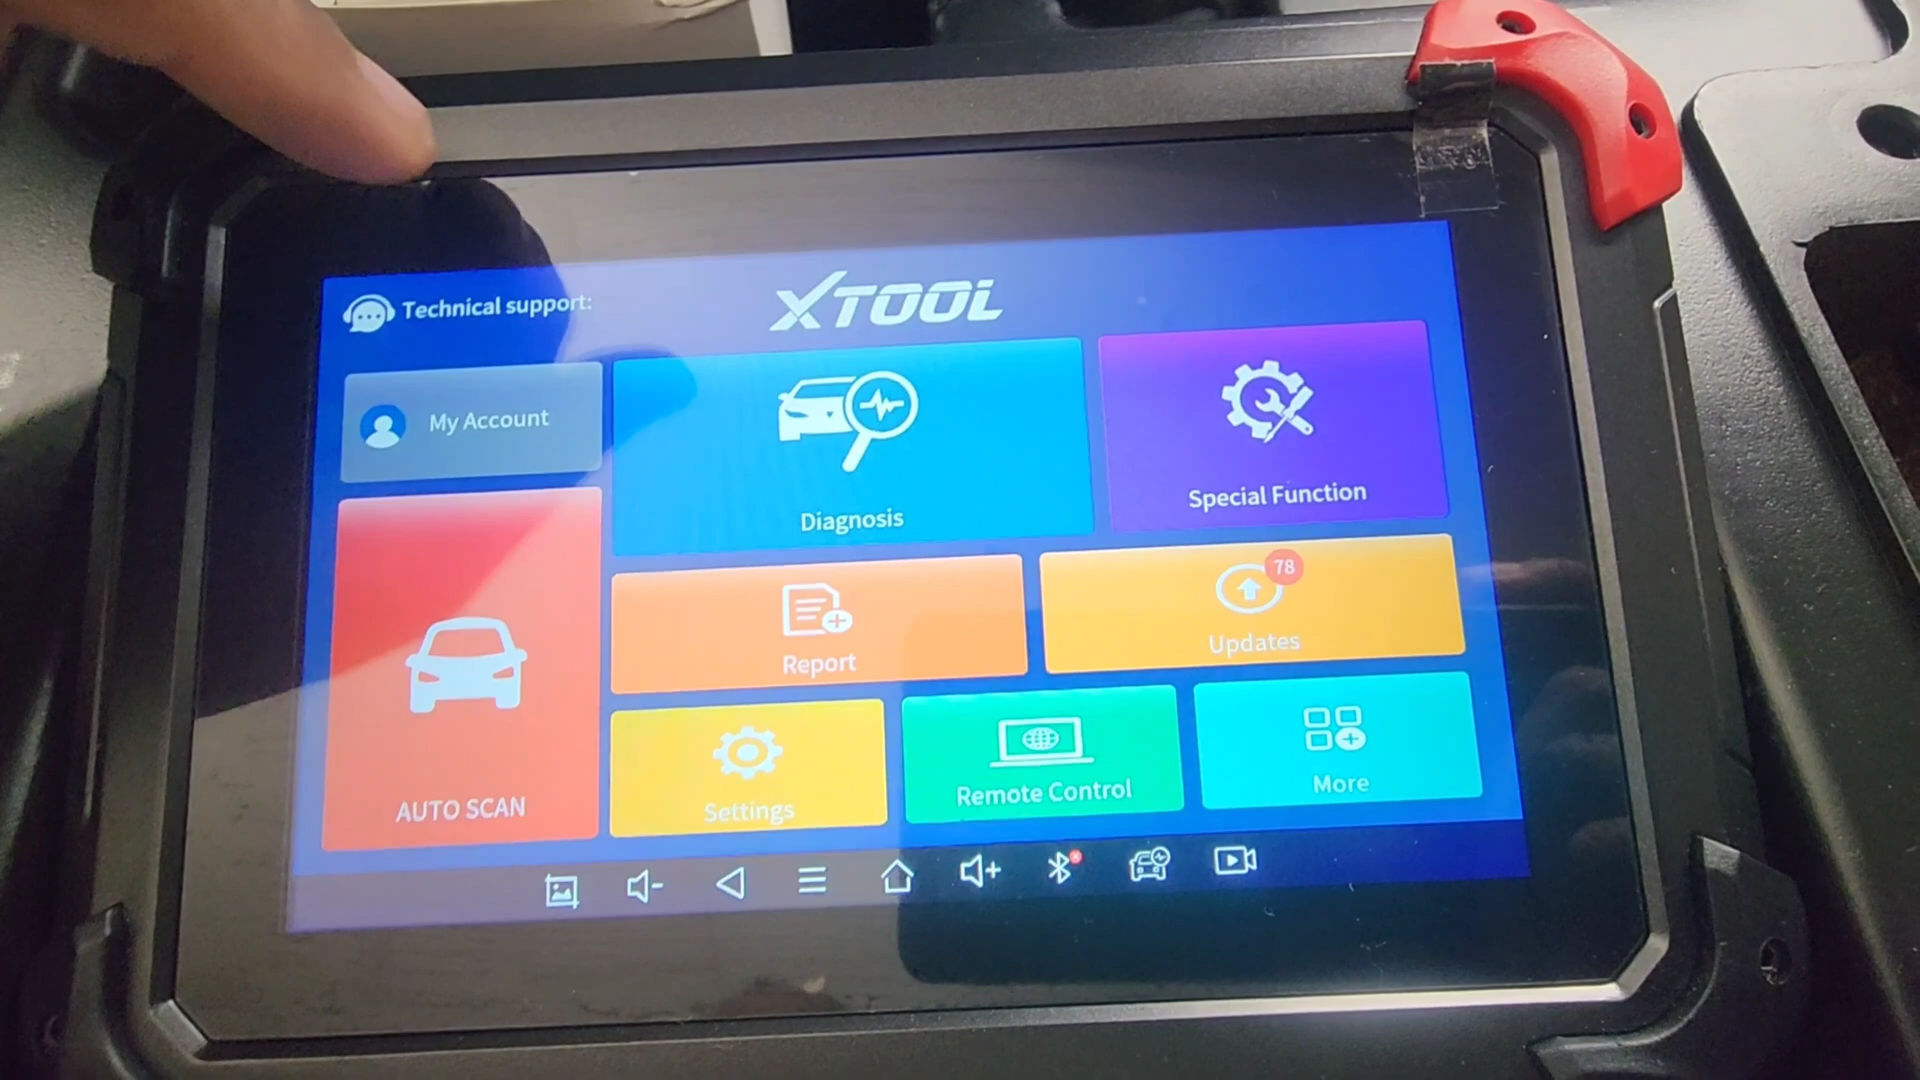 Technical support:
XTOOL
My Account
Diagnosis
Special Function
AUTO SCAN
Report
78
Updates
Settings
Remote Control
More